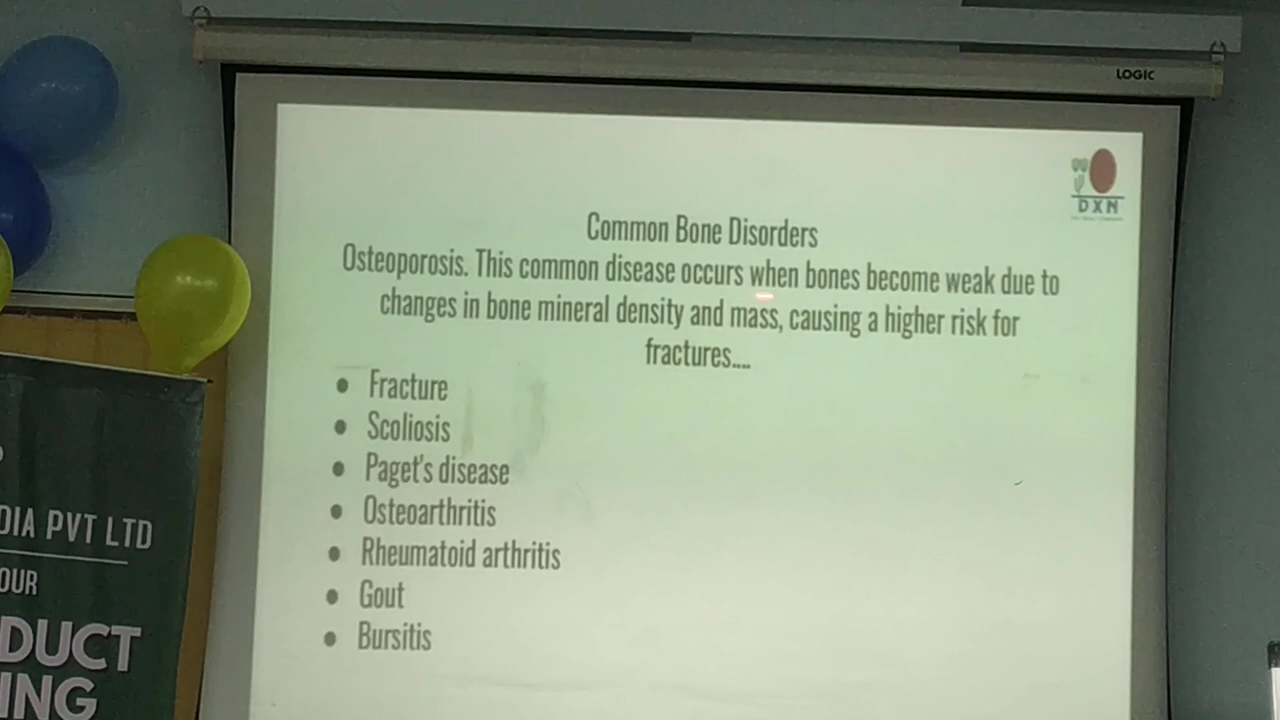 LOGIC
DXN
Common Bone Disorders
Osteoporosis. This common disease occurs when bones become weak due to
changes in bone mineral density and mass, causing a higher risk for
fractures....
• Fracture
• Scoliosis
• Paget's disease
• Osteoarthritis
• Rheumatoid arthritis
• Gout
• Bursitis
DIA PVT LTD
OUR
DUCT
ING